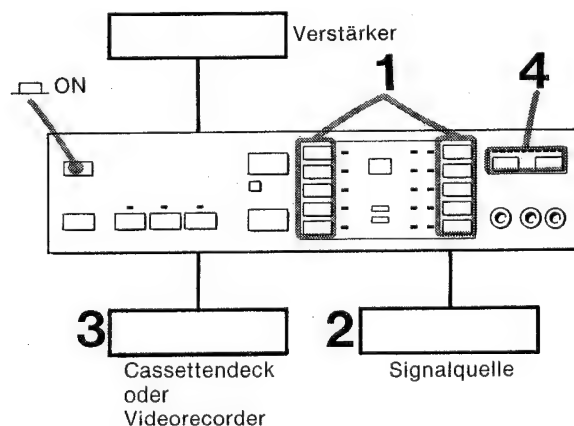 Verstärker
1
4
ON
3
2
Cassettendeck
oder
Videorecorder
Signalquelle